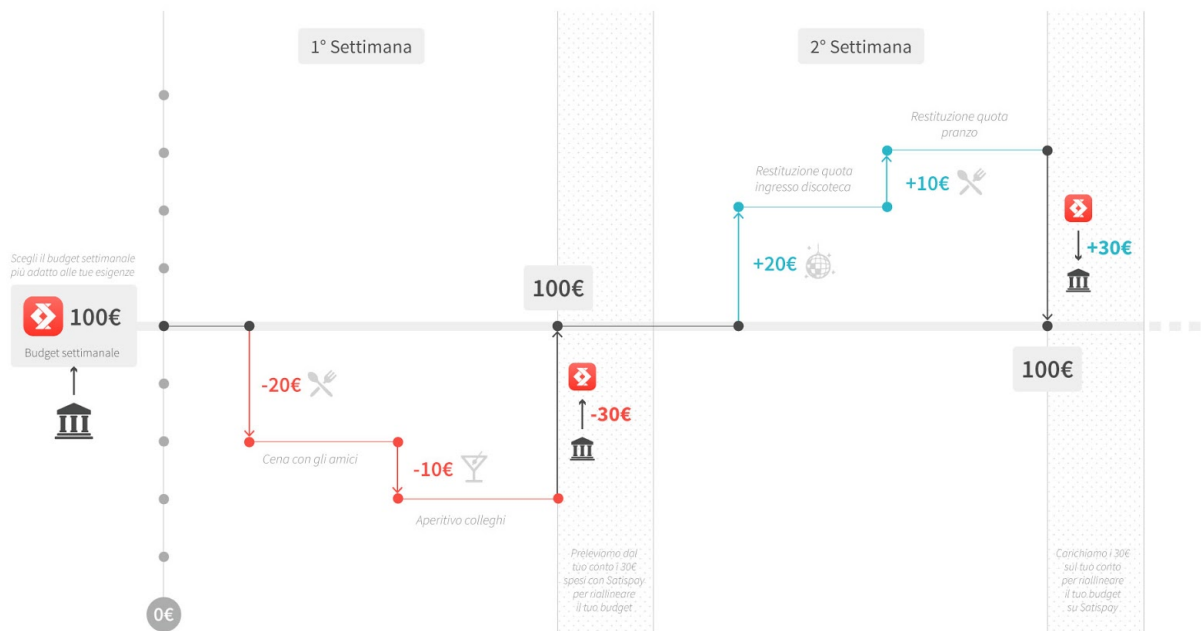 1° Settimana
2° Settimana
Restituzione quota
pranzo
Restituzione quota
ingresso discoteca
+10€
Scegli il budget settimanale
più adatto alle tue esigenze
+30€
+20€
100€
100€
Budget settimanale
100€
-20€
-30€
Cena con gli amici
-10€
Aperitivo colleghi
Preleviamo dal
tuo conto i 30€
spesi con Satispay
per riallineare
il tuo budget
Carichiamo i 30€
sul tuo conto
per riallineare
il tuo budget
su Satispay
0€